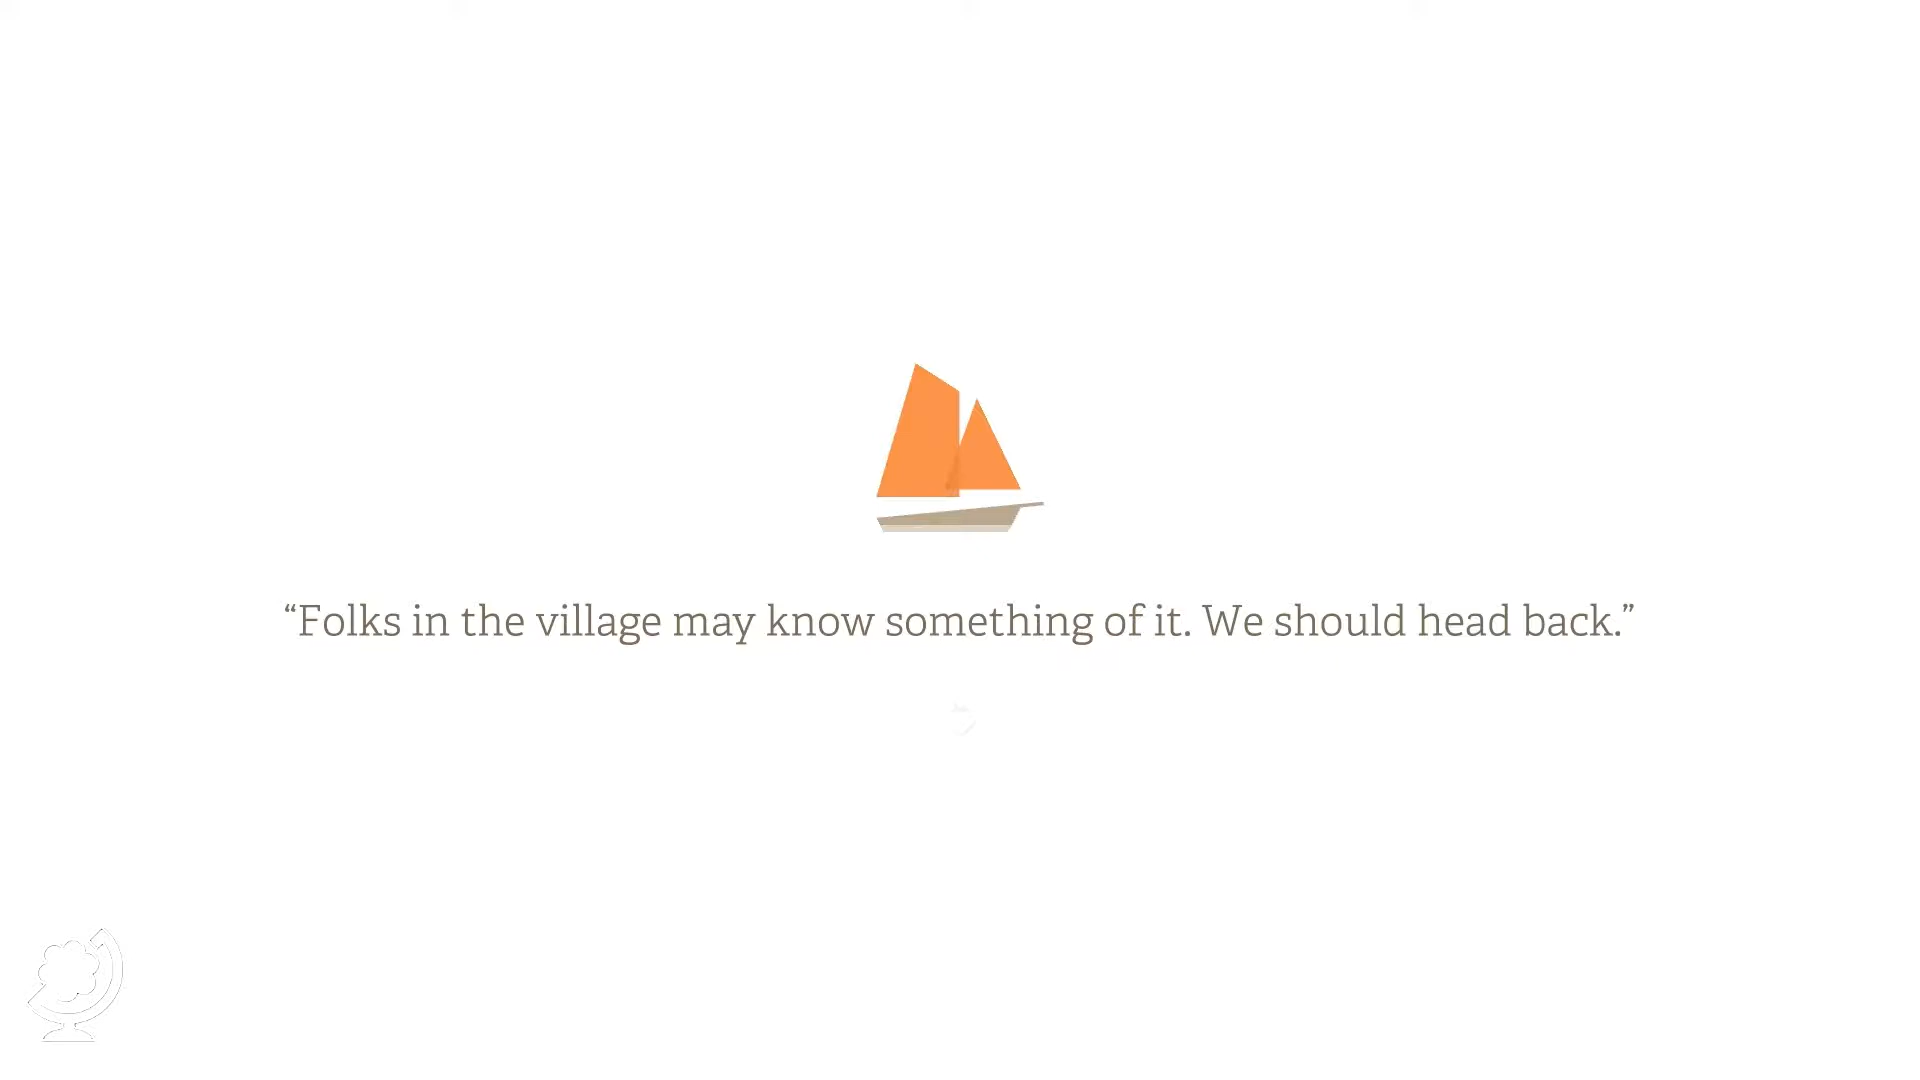 “Folks in the village may know something of it. We should head back.”